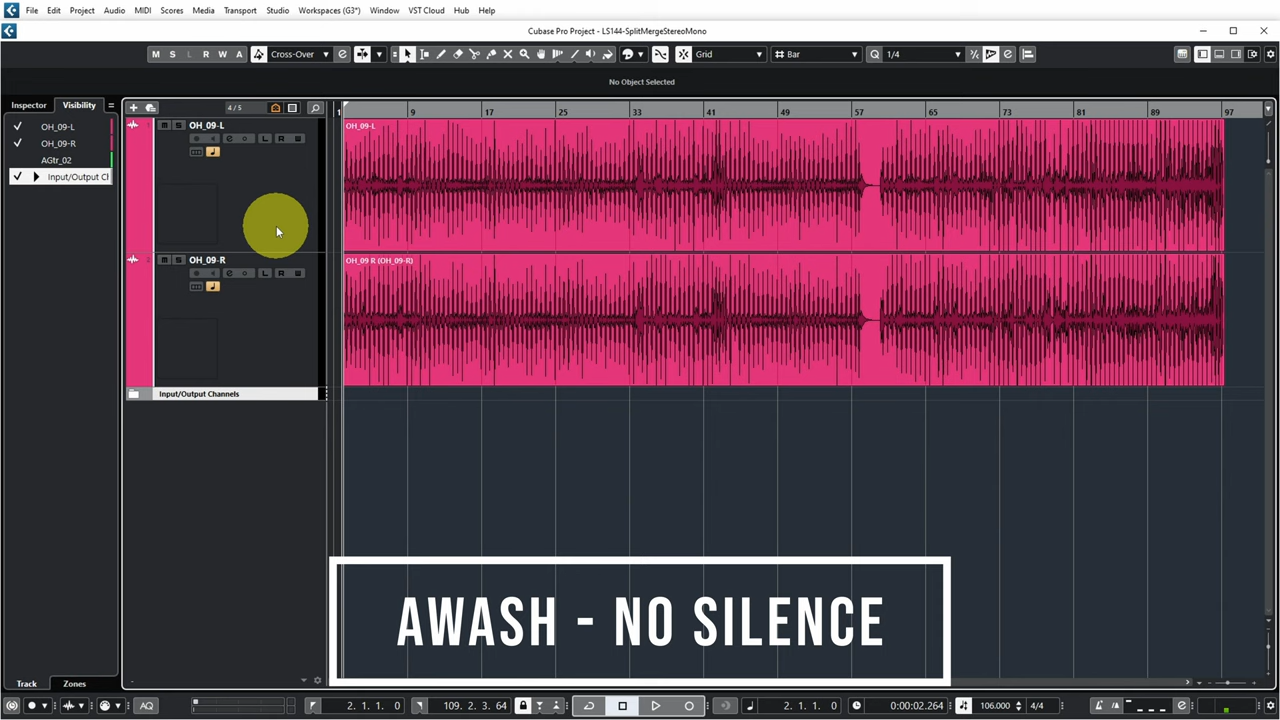 File Edit Project Audio MIDI Scores Media Transport Studio Workspaces (G3*) Window VST Cloud Hub Help
Cubase Pro Project - LS144-SplitMergeStereoMono
M S L R W A Cross-Over Grid Bar Q 1/4
No Object Selected
Inspector Visibility
4/5
1 9 17 25 33 41 49 57 65 73 81 89 97
OH_09-L
OH_09-R
AGtr_02
Input/Output Cl
1 m S OH_09-L
e L R W
OH_09-L
2 m S OH_09-R
e L R W
OH_09 R (OH_09-R)
Input/Output Channels
AWASH - NO SILENCE
Track Zones
AQ 2. 1. 1. 0 109. 2. 3. 64 2. 1. 1. 0 0:00:02.264 106.000 4/4